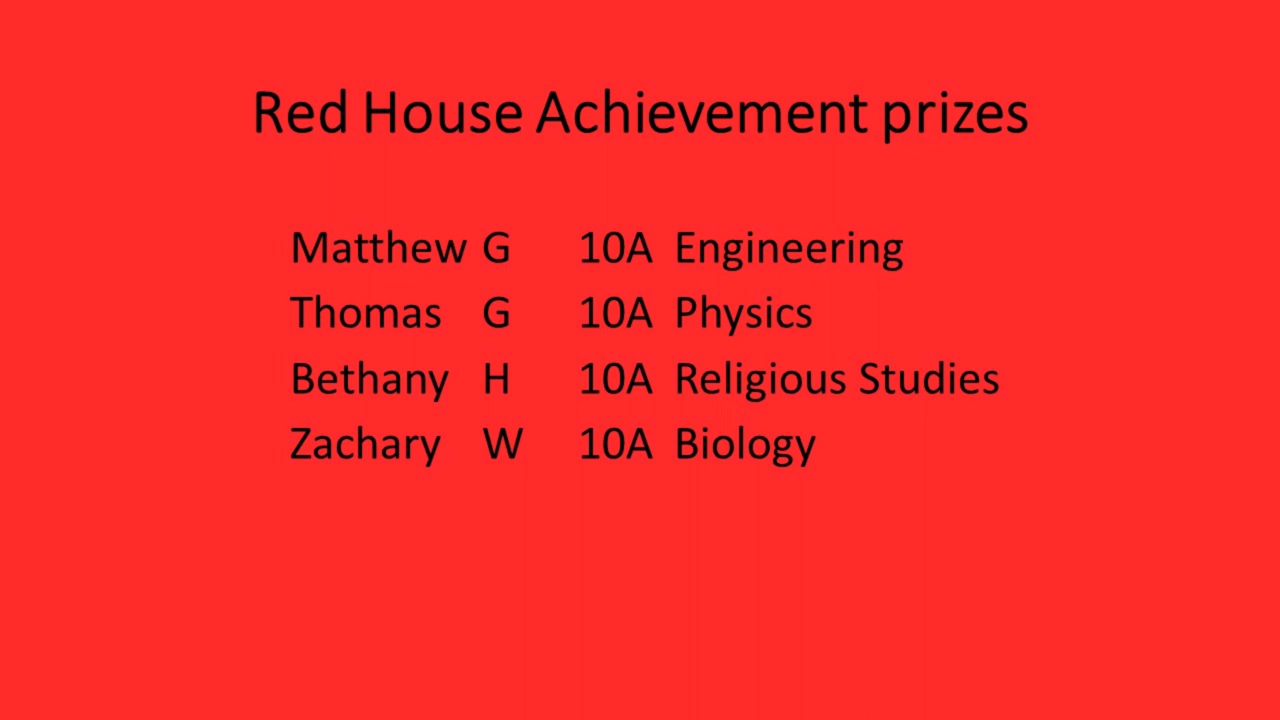 Red House Achievement prizes
Matthew G 10A Engineering
Thomas G 10A Physics
Bethany H 10A Religious Studies
Zachary W 10A Biology